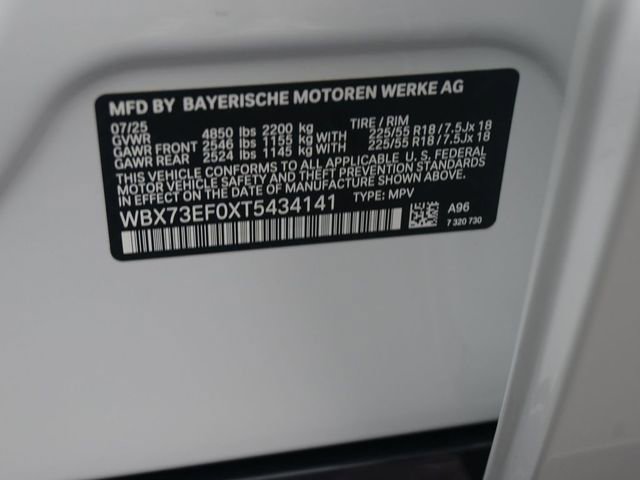 MFD BY BAYERISCHE MOTOREN WERKE AG
07/25 TIRE / RIM
GVWR 4850 lbs 2200 kg
GAWR FRONT 2546 lbs 1155 kg WITH 225/55 R18 / 7.5Jx 18
GAWR REAR 2524 lbs 1145 kg WITH 225/55 R18 / 7.5Jx 18
THIS VEHICLE CONFORMS TO ALL APPLICABLE U. S. FEDERAL
MOTOR VEHICLE SAFETY AND THEFT PREVENTION STANDARDS
IN EFFECT ON THE DATE OF MANUFACTURE SHOWN ABOVE.
WBX73EF0XT5434141 TYPE: MPV
A96
7 320 730